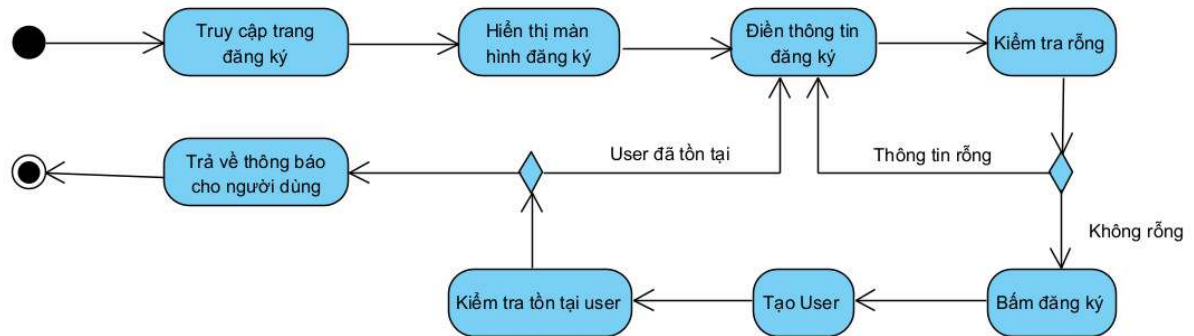 Truy cập trang
đăng ký
Hiển thị màn
hình đăng ký
Điền thông tin
đăng ký
Kiểm tra rỗng
Trả về thông báo
cho người dùng
User đã tồn tại
Thông tin rỗng
Không rỗng
Kiểm tra tồn tại user
Tạo User
Bấm đăng ký